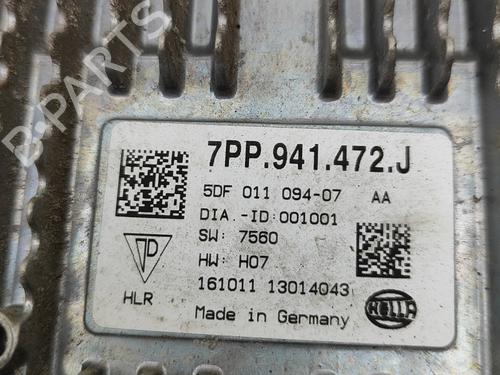 B-PARTS
7PP.941.472.J
5DF 011 094-07 AA
DIA.-ID:001001
SW: 7560
HW: H07
161011 13014043
HLR
Made in Germany
HELLA